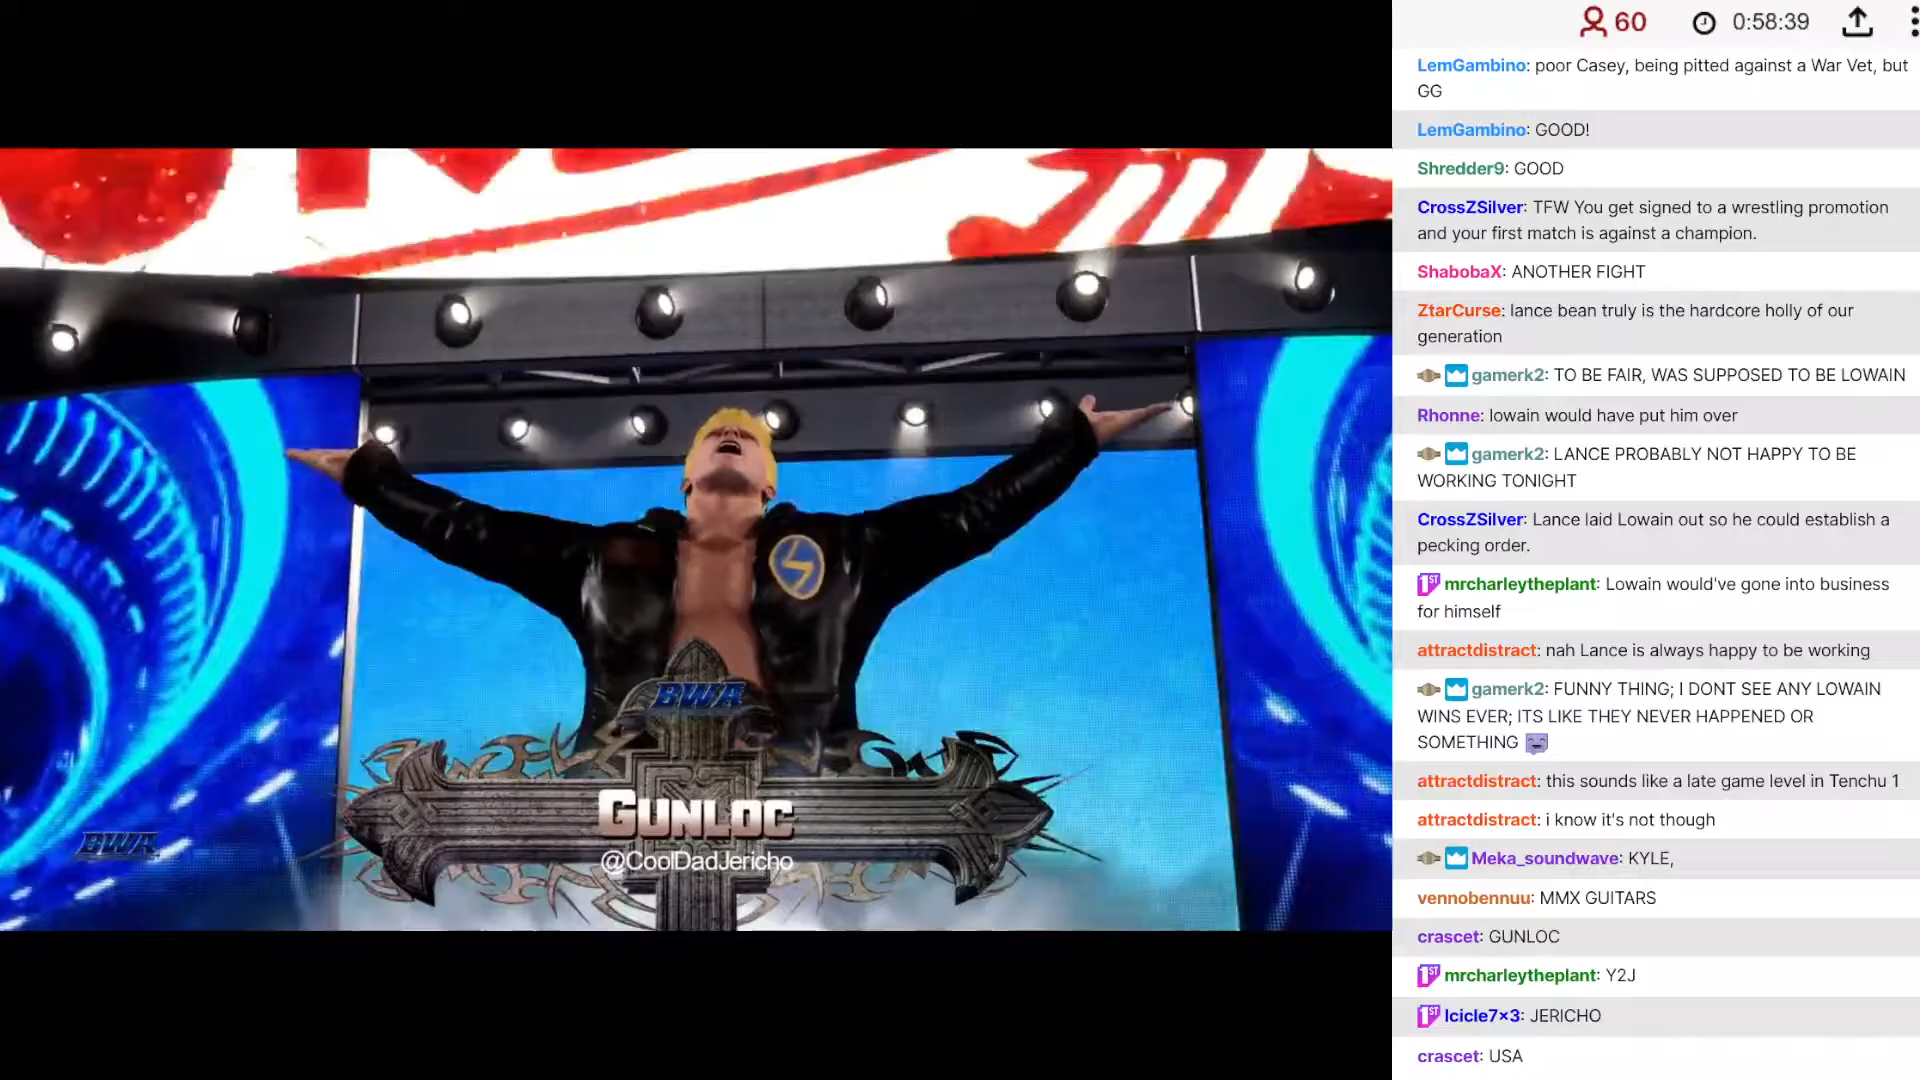 BWA
GUNLOC
@CoolDadJericho
BWA
60
0:58:39
LemGambino: poor Casey, being pitted against a War Vet, but
GG
LemGambino: GOOD!
Shredder9: GOOD
CrossZSilver: TFW You get signed to a wrestling promotion
and your first match is against a champion.
ShabobaX: ANOTHER FIGHT
ZtarCurse: lance bean truly is the hardcore holly of our
generation
gamerk2: TO BE FAIR, WAS SUPPOSED TO BE LOWAIN
Rhonne: lowain would have put him over
gamerk2: LANCE PROBABLY NOT HAPPY TO BE
WORKING TONIGHT
CrossZSilver: Lance laid Lowain out so he could establish a
pecking order.
1ST mrcharleytheplant: Lowain would've gone into business
for himself
attractdistract: nah Lance is always happy to be working
gamerk2: FUNNY THING; I DONT SEE ANY LOWAIN
WINS EVER; ITS LIKE THEY NEVER HAPPENED OR
SOMETHING
attractdistract: this sounds like a late game level in Tenchu 1
attractdistract: i know it's not though
Meka_soundwave: KYLE,
vennobennuu: MMX GUITARS
crascet: GUNLOC
1ST mrcharleytheplant: Y2J
1ST Icicle7x3: JERICHO
crascet: USA